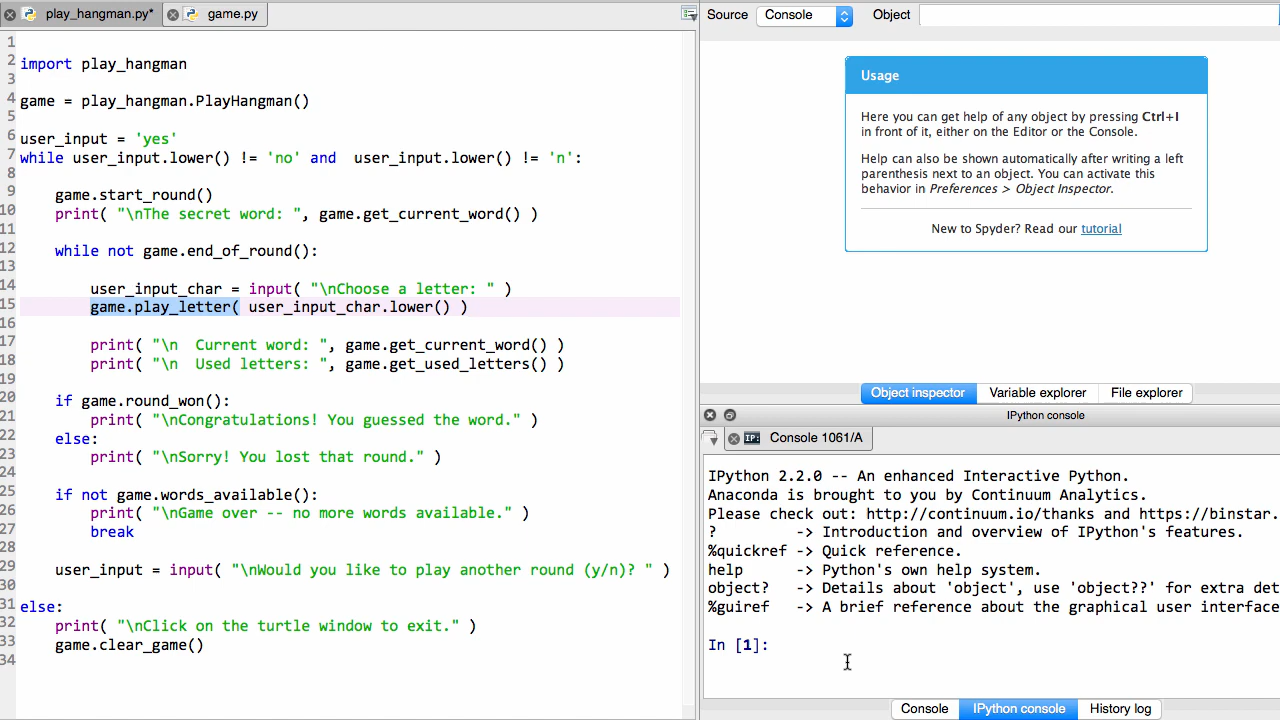 play_hangman.py*
game.py
1
2 import play_hangman
3
4 game = play_hangman.PlayHangman()
5
6 user_input = 'yes'
7 while user_input.lower() != 'no' and  user_input.lower() != 'n':
8
9     game.start_round()
10     print( "\nThe secret word: ", game.get_current_word() )
11
12     while not game.end_of_round():
13
14         user_input_char = input( "\nChoose a letter: " )
15         game.play_letter( user_input_char.lower() )
16
17         print( "\n  Current word: ", game.get_current_word() )
18         print( "\n  Used letters: ", game.get_used_letters() )
19
20     if game.round_won():
21         print( "\nCongratulations! You guessed the word." )
22     else:
23         print( "\nSorry! You lost that round." )
24
25     if not game.words_available():
26         print( "\nGame over -- no more words available." )
27         break
28
29     user_input = input( "\nWould you like to play another round (y/n)? " )
30
31 else:
32     print( "\nClick on the turtle window to exit." )
33     game.clear_game()
34
Source Console Object
Usage
Here you can get help of any object by pressing Ctrl+I
in front of it, either on the Editor or the Console.
Help can also be shown automatically after writing a left
parenthesis next to an object. You can activate this
behavior in Preferences > Object Inspector.
New to Spyder? Read our tutorial
Object inspector Variable explorer File explorer
IPython console
IP: Console 1061/A
IPython 2.2.0 -- An enhanced Interactive Python.
Anaconda is brought to you by Continuum Analytics.
Please check out: http://continuum.io/thanks and https://binstar.
?         -> Introduction and overview of IPython's features.
%quickref -> Quick reference.
help      -> Python's own help system.
object?   -> Details about 'object', use 'object??' for extra det
%guiref   -> A brief reference about the graphical user interface
In [1]:
Console IPython console History log